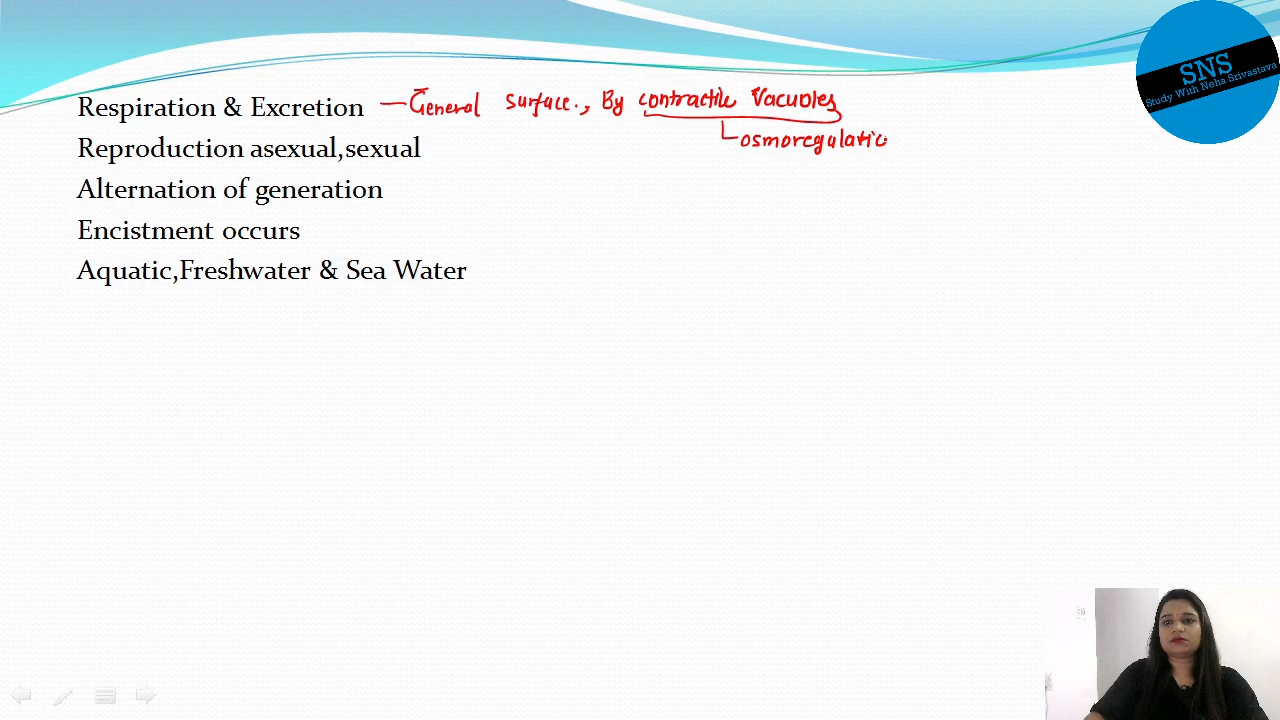 Respiration & Excretion — General surface., By contractile Vacuoles
osmoregulatio
Reproduction asexual,sexual
Alternation of generation
Encistment occurs
Aquatic,Freshwater & Sea Water
SNS
Study With Neha Srivastava